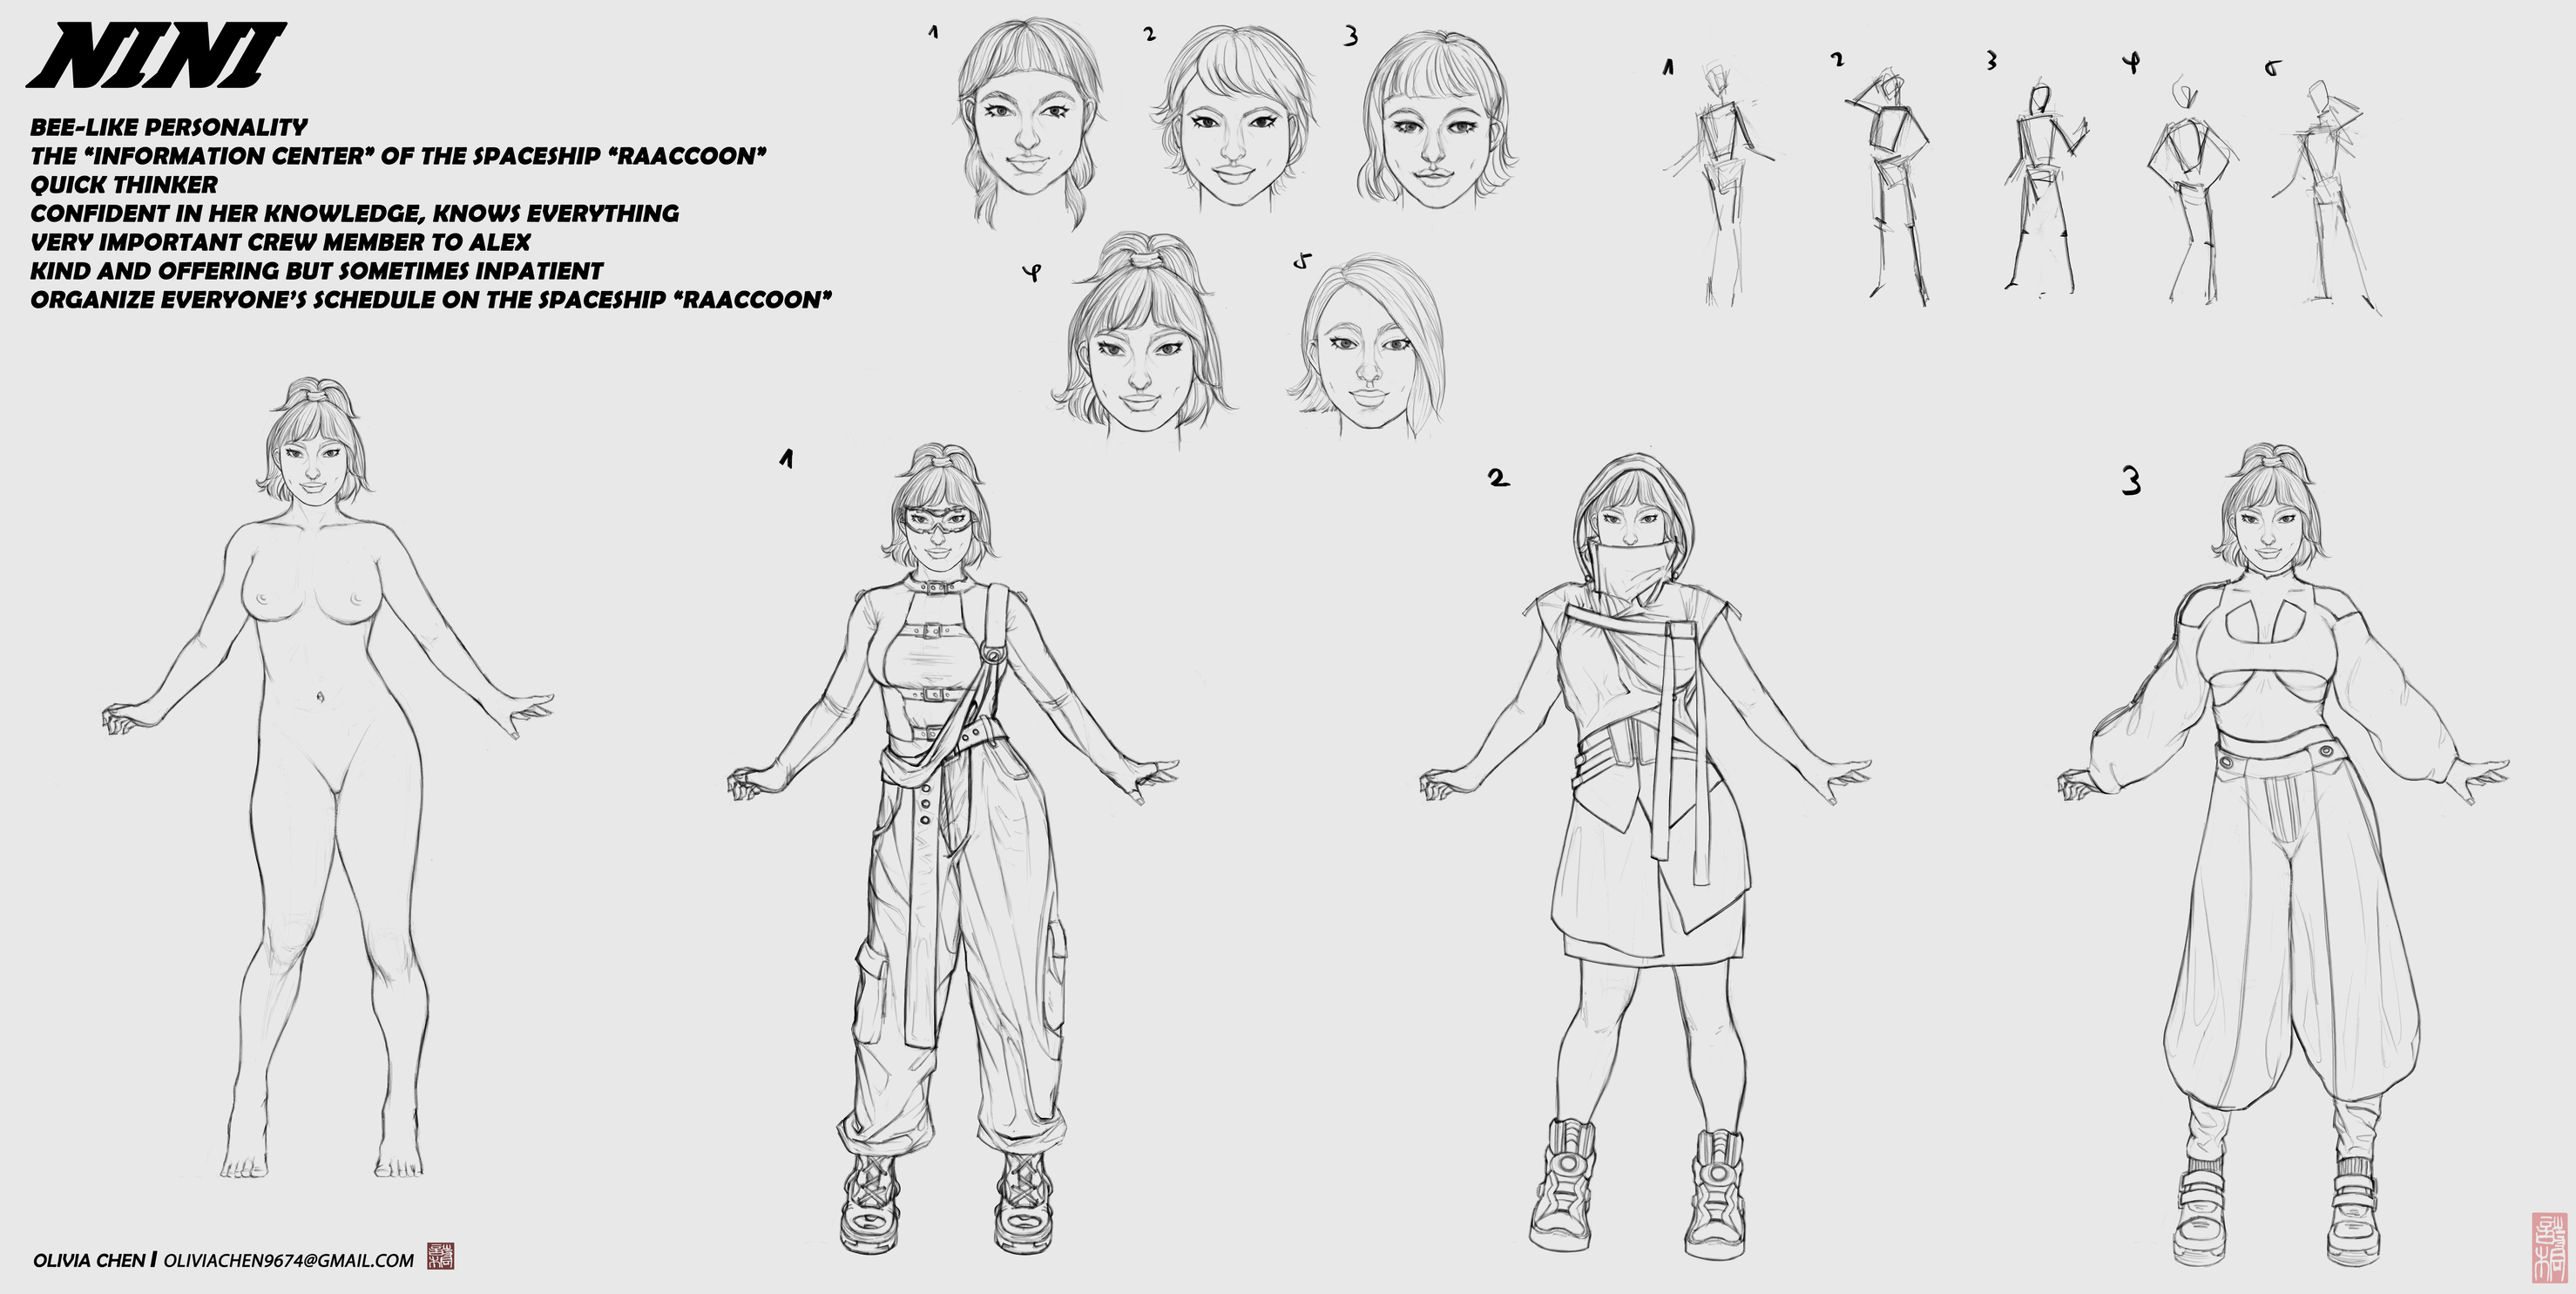 NINI
BEE-LIKE PERSONALITY
THE “INFORMATION CENTER” OF THE SPACESHIP “RAACCOON”
QUICK THINKER
CONFIDENT IN HER KNOWLEDGE, KNOWS EVERYTHING
VERY IMPORTANT CREW MEMBER TO ALEX
KIND AND OFFERING BUT SOMETIMES INPATIENT
ORGANIZE EVERYONE’S SCHEDULE ON THE SPACESHIP “RAACCOON”
1 2 3
4 5
1 2 3 4 5
1 2 3
OLIVIA CHEN | OLIVIACHEN9674@GMAIL.COM